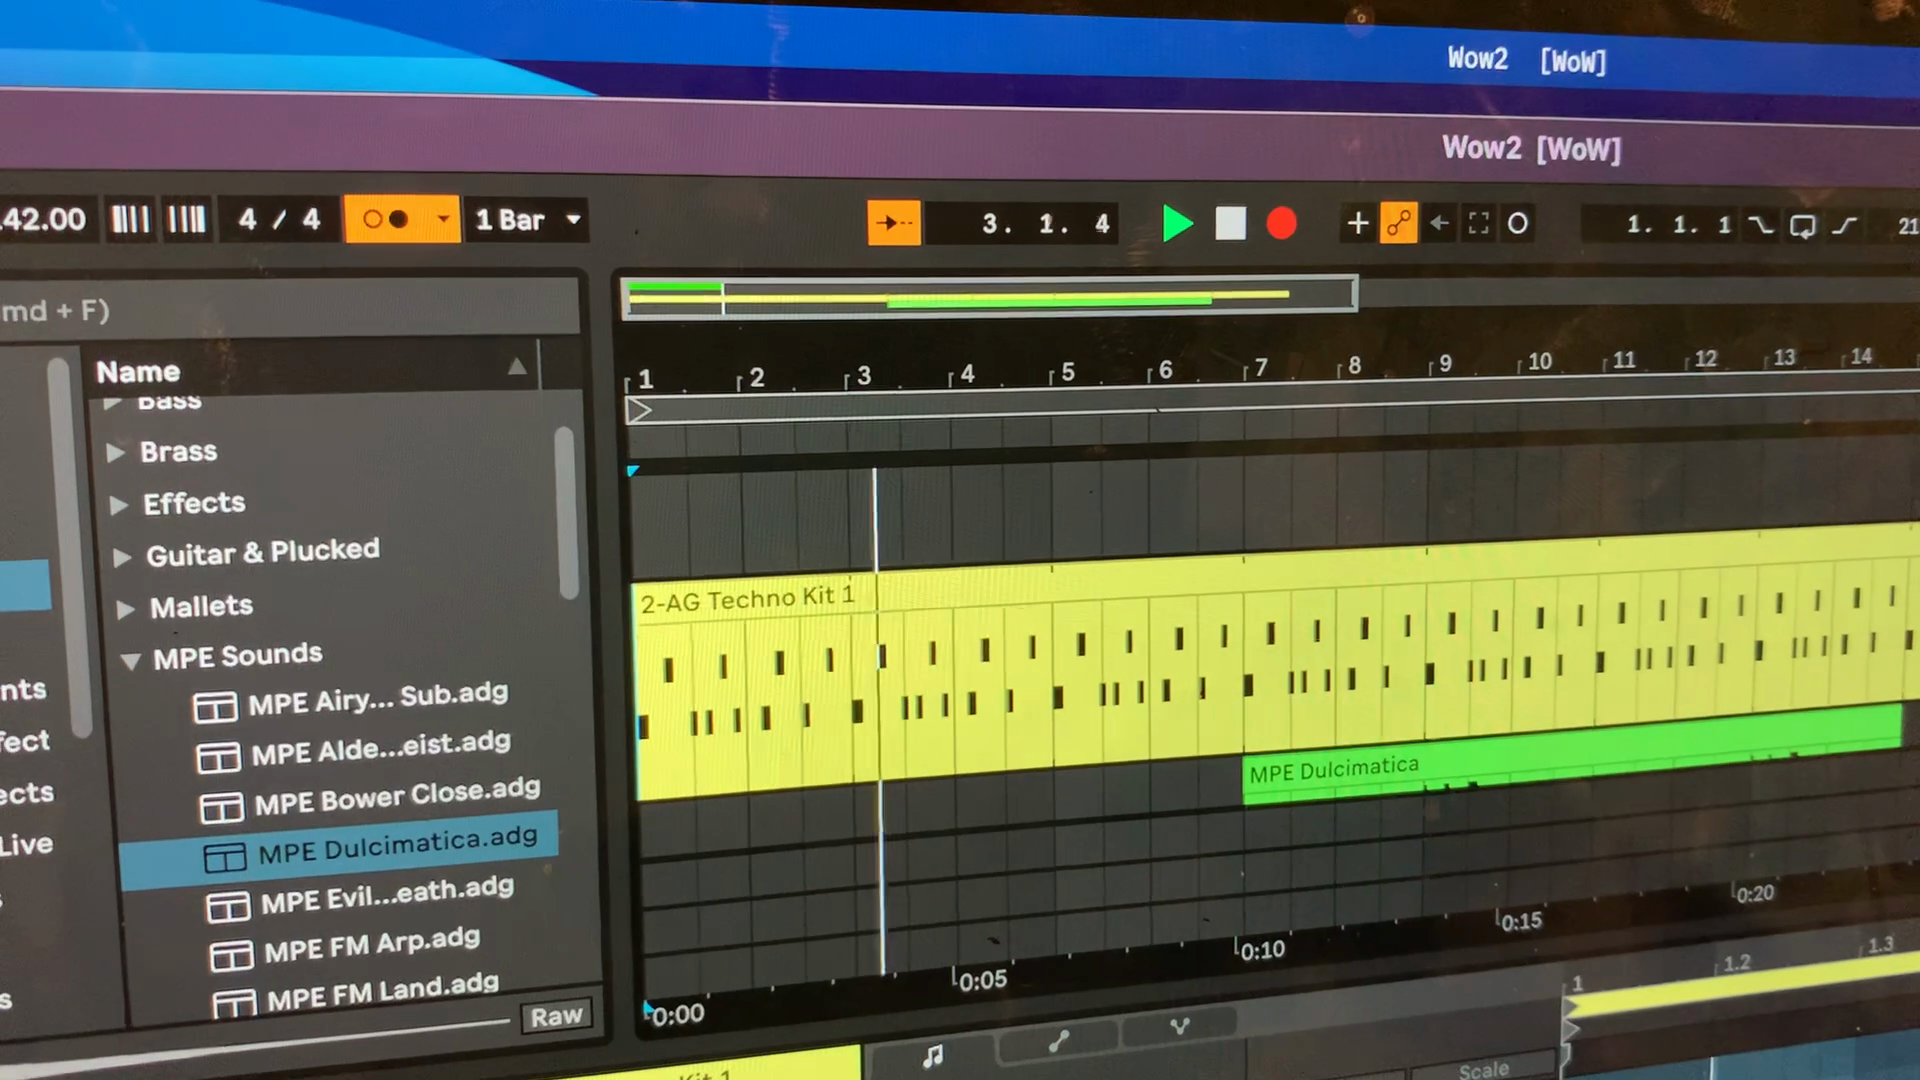 Wow2 [WoW]
Wow2 [WoW]
42.00 4 / 4 1 Bar 3. 1. 4 1. 1. 1 21
md + F)
Name
Bass
Brass
Effects
Guitar & Plucked
Mallets
MPE Sounds
MPE Airy... Sub.adg
MPE Alde...eist.adg
MPE Bower Close.adg
MPE Dulcimatica.adg
MPE Evil...eath.adg
MPE FM Arp.adg
MPE FM Land.adg
Raw
nts
fect
ects
Live
s
1 2 3 4 5 6 7 8 9 10 11 12 13 14
2-AG Techno Kit 1
MPE Dulcimatica
0:00 0:05 0:10 0:15 0:20
1 1.2 1.3
Kit 1
Scale